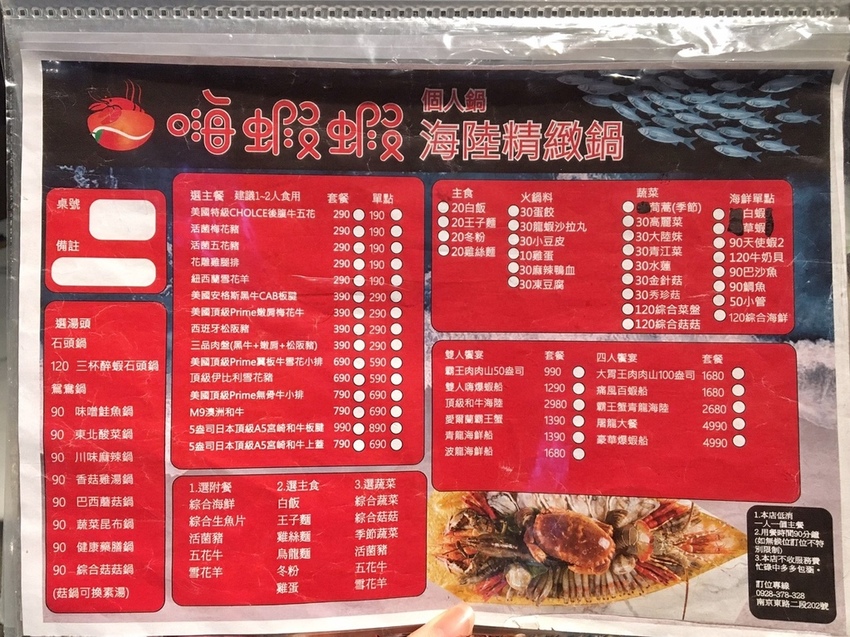 嗨蝦蝦
個人鍋
海陸精緻鍋
桌號
備註
選湯頭
石頭鍋
120 三杯醉蝦石頭鍋
鴛鴦鍋
90 味噌鮭魚鍋
90 東北酸菜鍋
90 川味麻辣鍋
90 香菇雞湯鍋
90 巴西蘑菇鍋
90 蔬菜昆布鍋
90 健康藥膳鍋
90 綜合菇菇鍋
(菇鍋可換素湯)
選主餐 建議1~2人食用 套餐 單點
美國特級CHOLCE後腿牛五花 290 190
活菌梅花豬 290 190
活菌五花豬 290 190
花雕雞腿排 290 190
紐西蘭雪花羊 290 190
美國安格斯黑牛CAB板腱 390 290
美國頂級Prime嫩肩梅花牛 390 290
西班牙松阪豬 390 290
三品肉盤(黑牛+嫩肩+松阪豬) 390 290
美國頂級Prime翼板牛雪花小排 690 590
頂級伊比利雪花豬 690 590
美國頂級Prime無骨牛小排 790 690
M9澳洲和牛 790 690
5盎司日本頂級A5宮崎和牛板腱 990 890
5盎司日本頂級A5宮崎和牛上蓋 790 690
1.選附餐
綜合海鮮
綜合生魚片
活菌豬
五花牛
雪花羊
2.選主食
白飯
王子麵
雞絲麵
烏龍麵
冬粉
雞蛋
3.選蔬菜
綜合蔬菜
綜合菇菇
季節蔬菜
活菌豬
五花牛
雪花羊
主食
20白飯
20王子麵
20冬粉
20雞絲麵
火鍋料
30蛋餃
30龍蝦沙拉丸
30小豆皮
10雞蛋
30麻辣鴨血
30凍豆腐
蔬菜
茼蒿(季節)
30高麗菜
30大陸妹
30青江菜
30水蓮
30金針菇
30秀珍菇
120綜合菜盤
120綜合菇菇
海鮮單點
白蝦
草蝦
90天使蝦2
120牛奶貝
90巴沙魚
90鯛魚
50小管
120綜合海鮮
雙人饗宴 套餐
霸王肉肉山50盎司 990
雙人嗨爆蝦船 1290
頂級和牛海陸 2980
愛爾蘭霸王蟹 1390
青龍海鮮船 1390
波龍海鮮船 1680
四人饗宴 套餐
大胃王肉肉山100盎司 1680
痛風百蝦船 1680
霸王蟹青龍海陸 2680
屠龍大餐 4990
豪華爆蝦船 4990
1.本店低消
一人一個主餐
2.用餐時間90分鐘
(如無候位訂位不特
別限制)
3.本店不收服務費
忙碌中多多包涵。
訂位專線
0928-378-328
南京東路二段202號